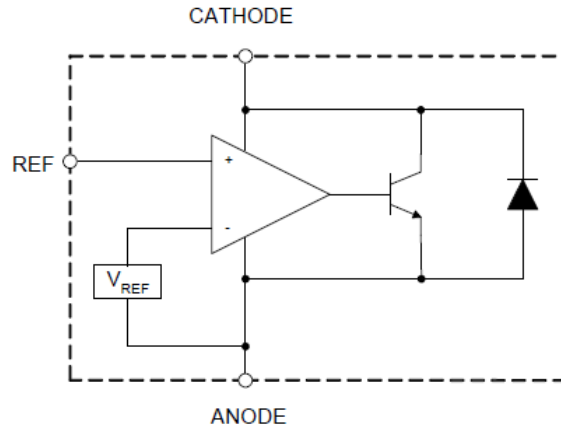 CATHODE
REF
+
-
VREF
ANODE